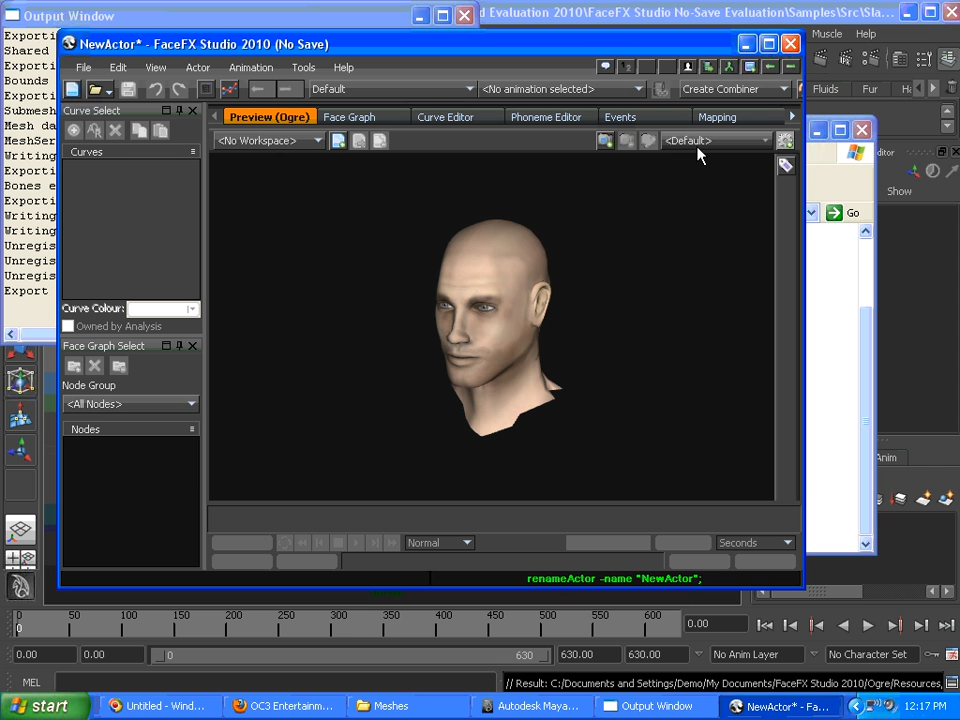 Output Window
d Evaluation 2010\FaceFX Studio No-Save Evaluation\Samples\Src\Sla...
Muscle Help
Exporti
Shared
Exporti
Bounds
Exporti
Submesh
Mesh da
MeshSer
Writing
Exporti
Bones e
Exporti
Writing
Writing
Unregis
Unregis
Unregis
Export
NewActor* - FaceFX Studio 2010 (No Save)
File Edit View Actor Animation Tools Help
Default
<No animation selected>
Create Combiner
Curve Select
Preview (Ogre) Face Graph Curve Editor Phoneme Editor Events Mapping
<No Workspace>
<Default>
Curves
Curve Colour:
Owned by Analysis
Face Graph Select
Node Group
<All Nodes>
Nodes
Normal
Seconds
renameActor -name "NewActor";
Fluids Fur Ha
ditor
Show
Go
Anim
0 50 100 150 200 250 300 350 400 450 500 550 600
0
0.00
0.00 0.00 0 630 630.00 630.00 No Anim Layer No Character Set
MEL
// Result: C:/Documents and Settings/Demo/My Documents/FaceFX Studio 2010/Ogre/Resources,
start
Untitled - Wind...
OC3 Entertainm...
Meshes
Autodesk Maya...
Output Window
NewActor* - Fa...
12:17 PM